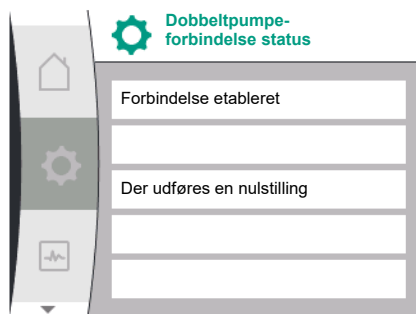 Dobbeltpumpe-
forbindelse status
Forbindelse etableret
Der udføres en nulstilling